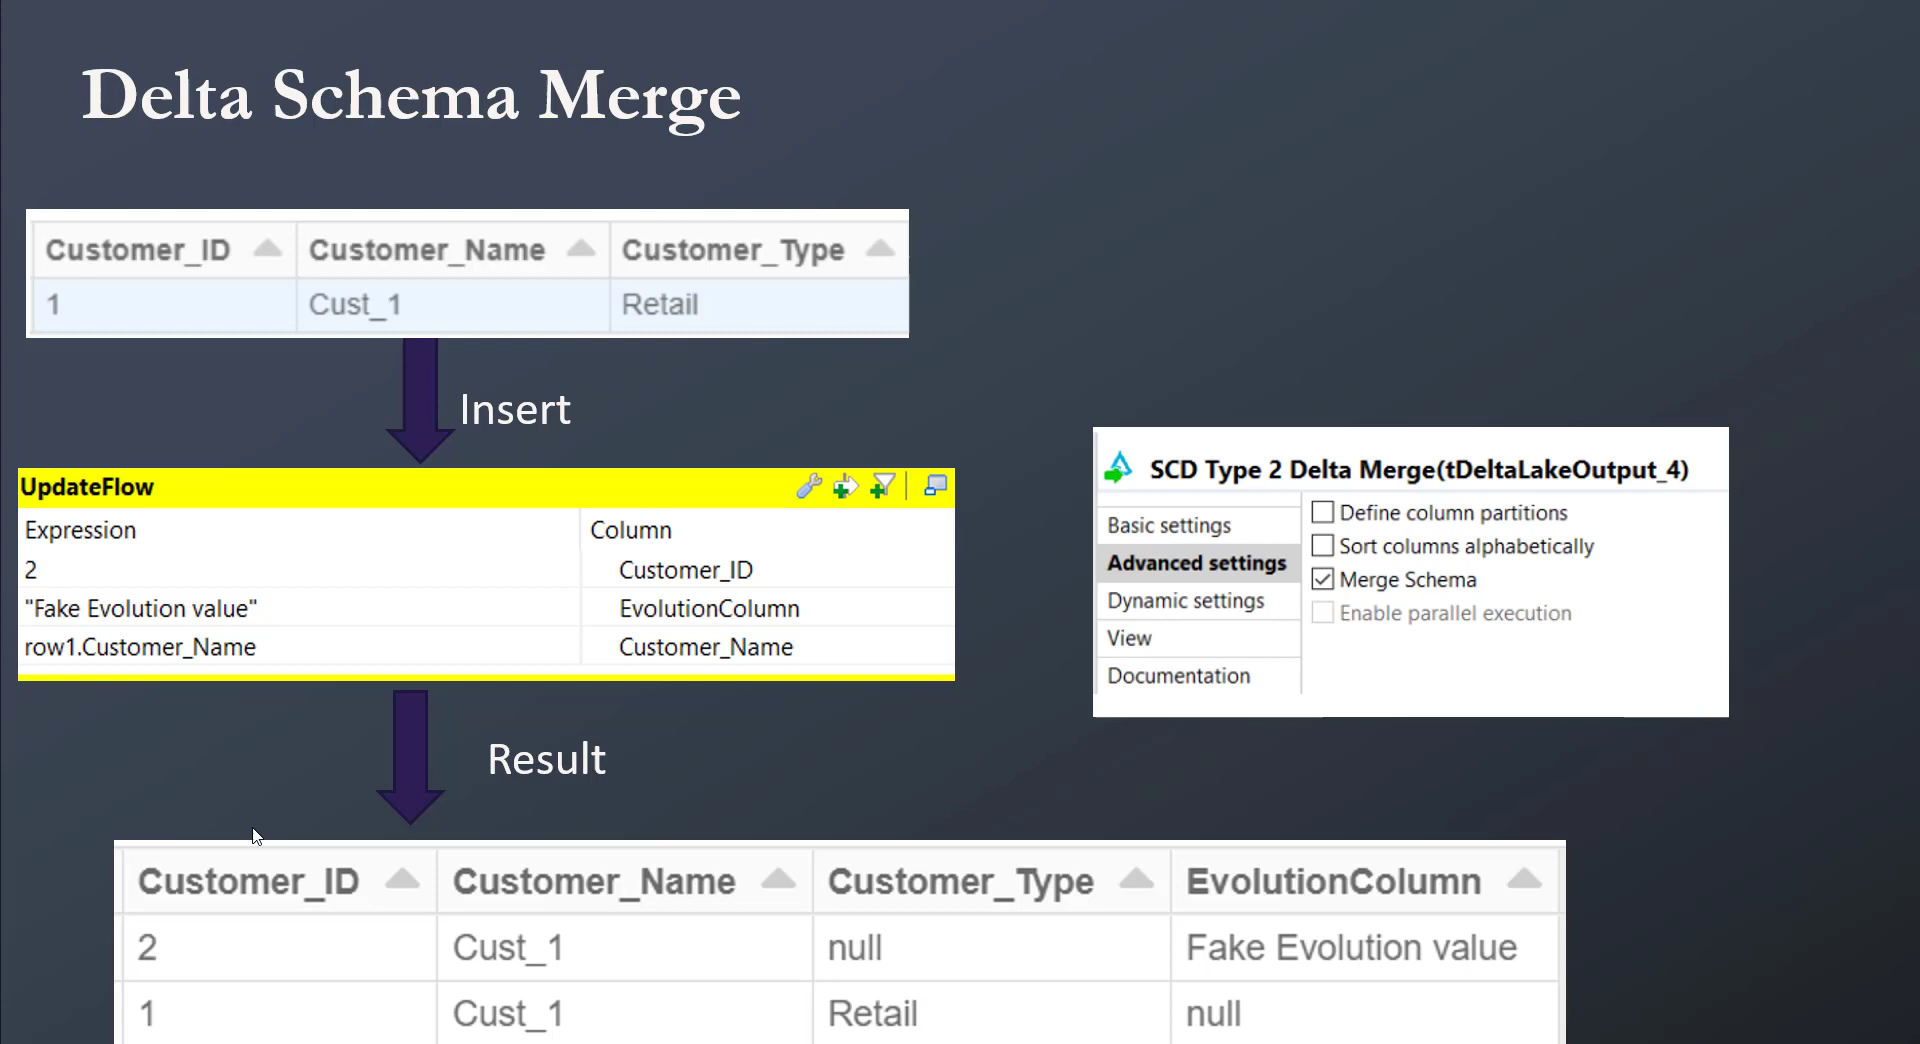 Delta Schema Merge
Customer_ID Customer_Name Customer_Type
1 Cust_1 Retail
Insert
UpdateFlow
Expression Column
2 Customer_ID
"Fake Evolution value" EvolutionColumn
row1.Customer_Name Customer_Name
SCD Type 2 Delta Merge(tDeltaLakeOutput_4)
Basic settings
Advanced settings
Dynamic settings
View
Documentation
Define column partitions
Sort columns alphabetically
Merge Schema
Enable parallel execution
Result
Customer_ID Customer_Name Customer_Type EvolutionColumn
2 Cust_1 null Fake Evolution value
1 Cust_1 Retail null